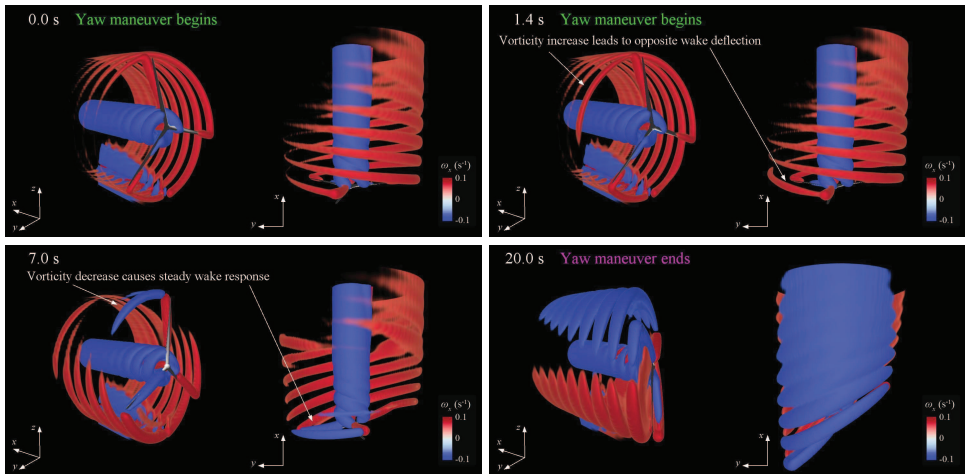 0.0 s Yaw maneuver begins
ωx (s-1)
0.1
0
-0.1
z
x
y
x
y
1.4 s Yaw maneuver begins
Vorticity increase leads to opposite wake deflection
ωx (s-1)
0.1
0
-0.1
z
x
y
x
y
7.0 s
Vorticity decrease causes steady wake response
ωx (s-1)
0.1
0
-0.1
z
x
y
x
y
20.0 s Yaw maneuver ends
ωx (s-1)
0.1
0
-0.1
z
x
y
x
y